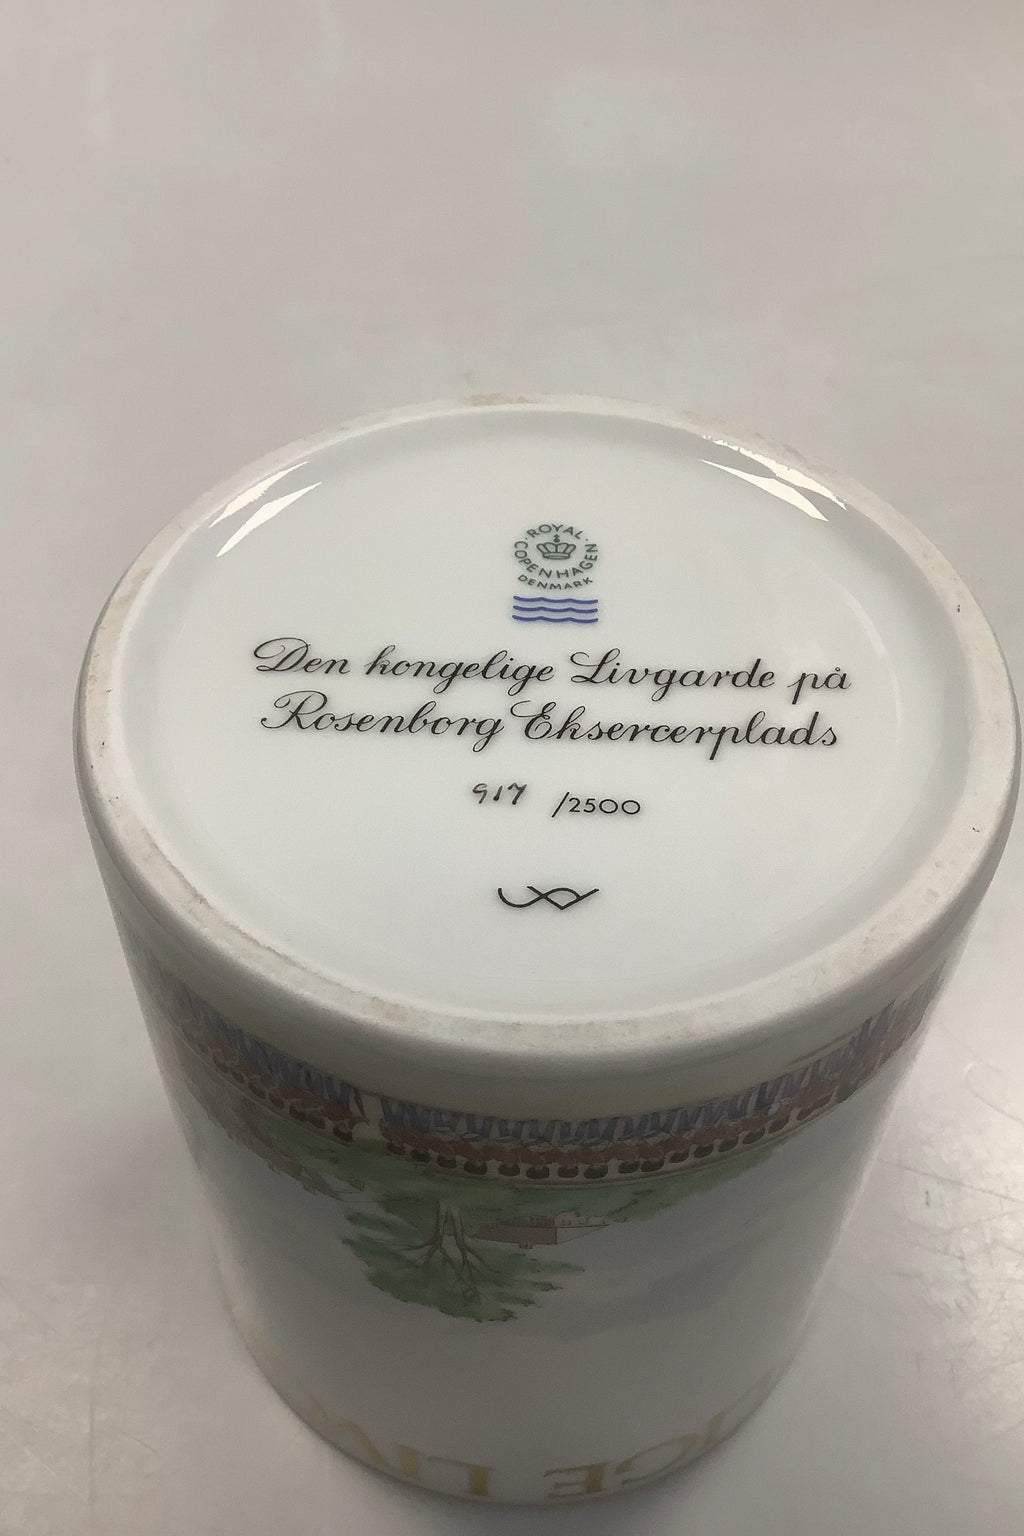 ROYAL
COPENHAGEN
DENMARK
Den kongelige Livgarde på
Rosenborg Eksercerplads
917 /2500